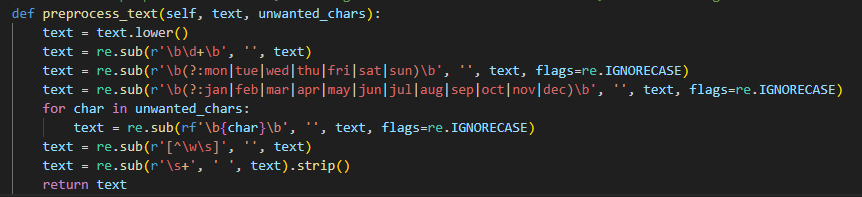 def preprocess_text(self, text, unwanted_chars):
    text = text.lower()
    text = re.sub(r'\b\d+\b', '', text)
    text = re.sub(r'\b(?:mon|tue|wed|thu|fri|sat|sun)\b', '', text, flags=re.IGNORECASE)
    text = re.sub(r'\b(?:jan|feb|mar|apr|may|jun|jul|aug|sep|oct|nov|dec)\b', '', text, flags=re.IGNORECASE)
    for char in unwanted_chars:
        text = re.sub(rf'\b{char}\b', '', text, flags=re.IGNORECASE)
    text = re.sub(r'[^\w\s]', '', text)
    text = re.sub(r'\s+', ' ', text).strip()
    return text